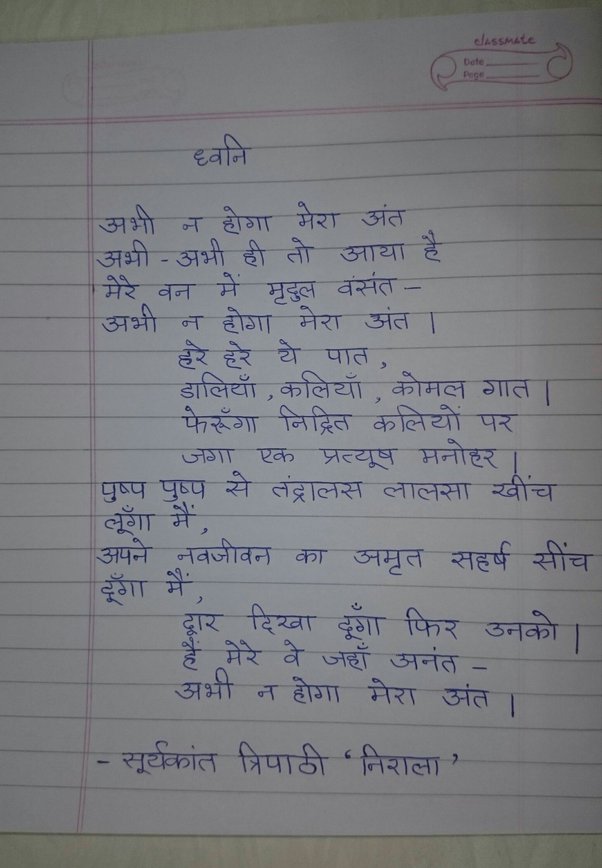 classmate
Date
Page
ध्वनि
अभी न होगा मेरा अंत
अभी - अभी ही तो आया है
मेरे वन में मृदुल वंसंत -
अभी न होगा मेरा अंत |
हरे हरे ये पात ,
डालियाँ , कलियाँ , कोमल गात |
फेरूँगा निद्रित कलियों पर
जगा एक प्रत्यूष मनोहर |
पुष्प पुष्प से तंद्रालस लालसा खींच
लूँगा मैं ,
अपने नवजीवन का अमृत सहर्ष सींच
दूँगा मैं ,
द्वार दिखा दूँगा फिर उनको |
हैं मेरे वे जहाँ अनंत -
अभी न होगा मेरा अंत |
- सूर्यकांत त्रिपाठी ‘ निराला ’